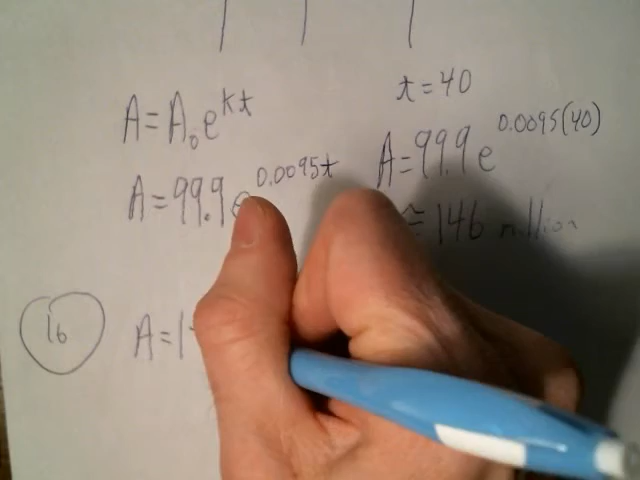 A = A₀e^kt
t = 40
A = 99.9e^0.0095t
A = 99.9e^0.0095(40)
≅ 146 million
16
A = 1